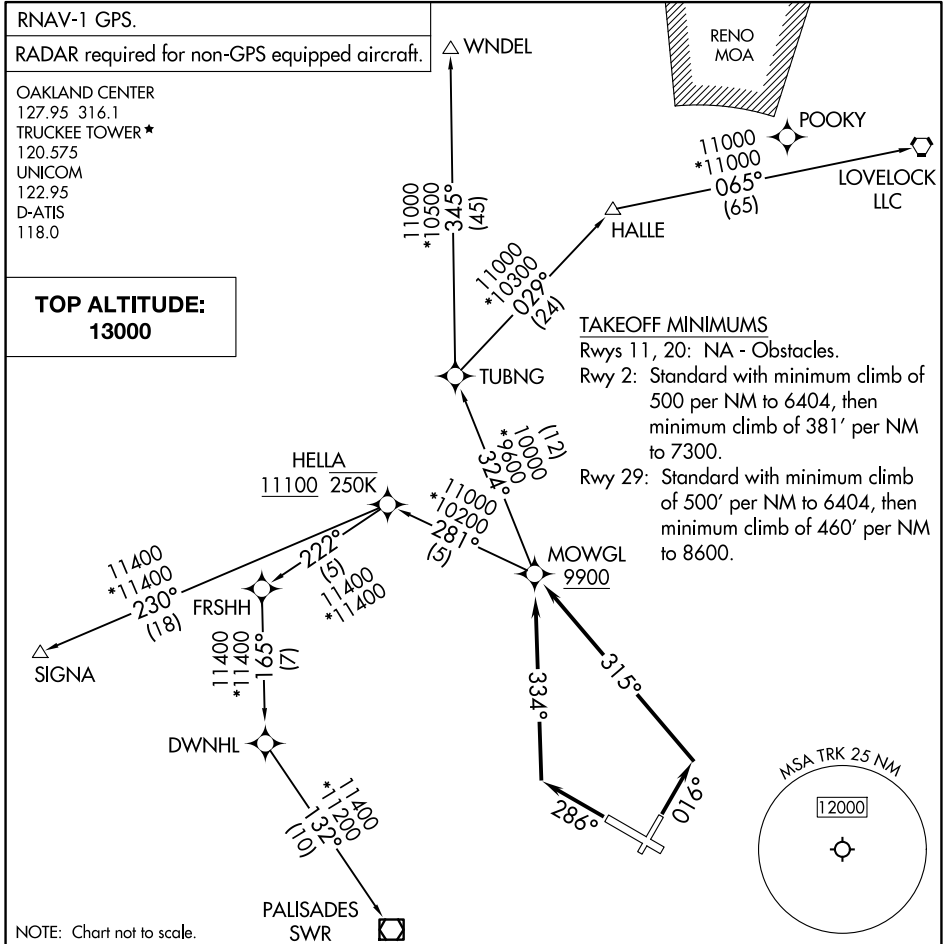 RNAV-1 GPS.
RADAR required for non-GPS equipped aircraft.
OAKLAND CENTER
127.95 316.1
TRUCKEE TOWER★
120.575
UNICOM
122.95
D-ATIS
118.0
TOP ALTITUDE:
13000
WNDEL
RENO
MOA
POOKY
LOVELOCK
LLC
11000
*11000
065°
(65)
HALLE
11000
*10500
345°
(45)
11000
*10300
029°
(24)
TUBNG
TAKEOFF MINIMUMS
Rwys 11, 20: NA - Obstacles.
Rwy 2: Standard with minimum climb of
500 per NM to 6404, then
minimum climb of 381' per NM
to 7300.
Rwy 29: Standard with minimum climb
of 500' per NM to 6404, then
minimum climb of 460' per NM
to 8600.
(12)
10000
*9600
324°
HELLA
11100 250K
11000
*10200
281°
(5)
MOWGL
9900
222°
(5)
11400
*11400
11400
*11400
230°
(18)
FRSHH
SIGNA
11400
*11400
165°
(7)
DWNHL
334°
315°
286°
016°
11400
*11200
132°
(10)
MSA TRK 25 NM
12000
PALISADES
SWR
NOTE: Chart not to scale.